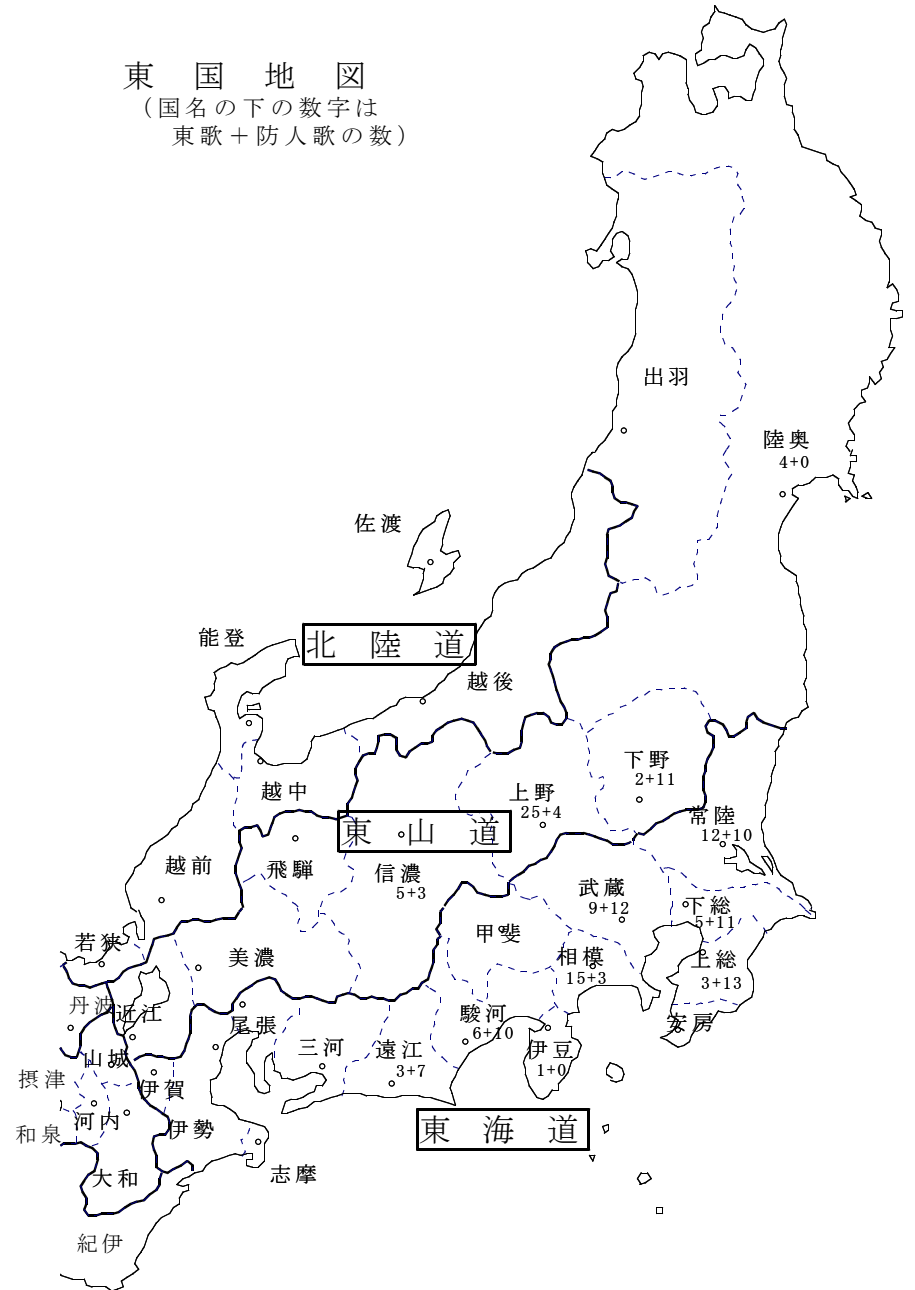 東国地図
（国名の下の数字は
東歌＋防人歌の数）
出羽
陸奥
4+0
佐渡
能登
北陸道
越後
下野
2+11
越中
上野
25+4
常陸
12+10
東山道
越前
飛騨
信濃
5+3
武蔵
9+12
下総
5+11
若狭
美濃
甲斐
相模
15+3
上総
3+13
丹波
近江
尾張
駿河
6+10
安房
山城
三河
遠江
3+7
伊豆
1+0
摂津
伊賀
河内
和泉
伊勢
東海道
大和
志摩
紀伊